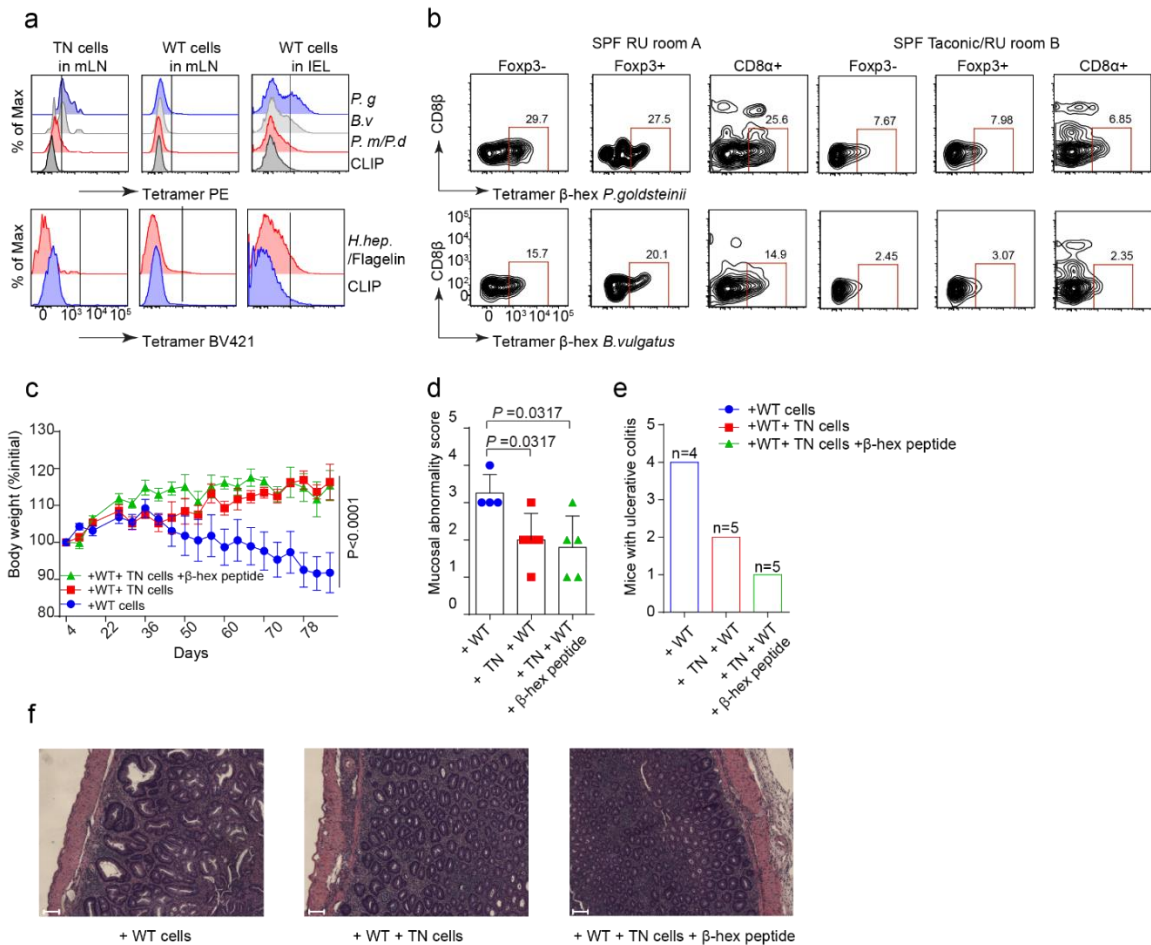 a
TN cells
in mLN
WT cells
in mLN
WT cells
in IEL
% of Max
P. g
B.v
P. m/P.d
CLIP
Tetramer PE
% of Max
H.hep.
/Flagelin
CLIP
0 10³ 10⁴ 10⁵
Tetramer BV421
b
SPF RU room A
SPF Taconic/RU room B
Foxp3- Foxp3+ CD8α+ Foxp3- Foxp3+ CD8α+
CD8β
29.7 27.5 25.6 7.67 7.98 6.85
Tetramer β-hex P.goldsteinii
CD8β
10⁵
10⁴
10³
10²
0
15.7 20.1 14.9 2.45 3.07 2.35
0 10³ 10⁴ 10⁵
Tetramer β-hex B.vulgatus
c
Body weight (%initial)
130
120
110
100
90
80
+WT+ TN cells +β-hex peptide
+WT+ TN cells
+WT cells
P<0.0001
4 22 36 50 60 70 78
Days
d
Mucosal abnormality score
5
4
3
2
1
0
P =0.0317
P =0.0317
+ WT
+ TN + WT
+ TN + WT
+ β-hex peptide
e
Mice with ulcerative colitis
5
4
3
2
1
0
n=4
n=5
n=5
+ WT
+ TN + WT
+ TN + WT
+ β-hex peptide
+WT cells
+WT+ TN cells
+WT+ TN cells +β-hex peptide
f
+ WT cells
+ WT + TN cells
+ WT + TN cells + β-hex peptide